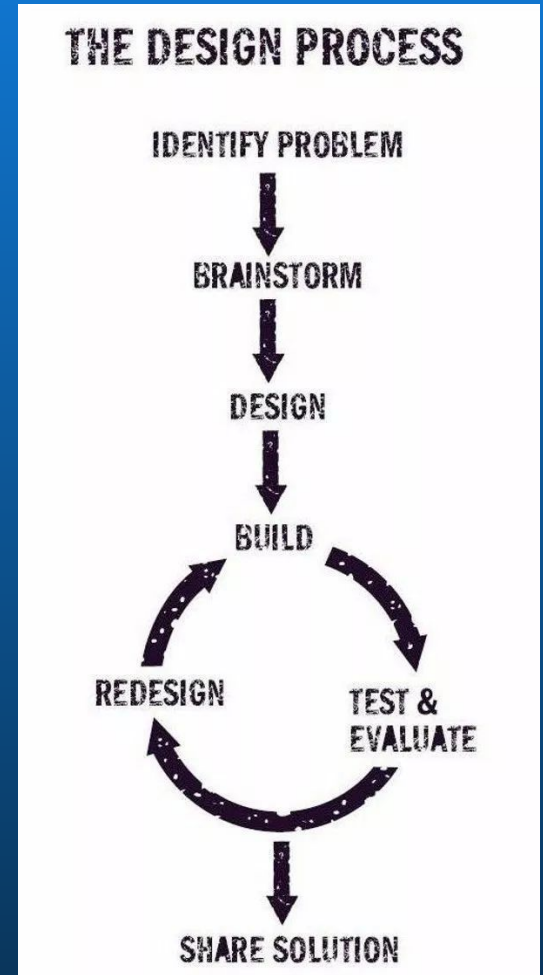 THE DESIGN PROCESS
IDENTIFY PROBLEM
BRAINSTORM
DESIGN
BUILD
REDESIGN
TEST &
EVALUATE
SHARE SOLUTION